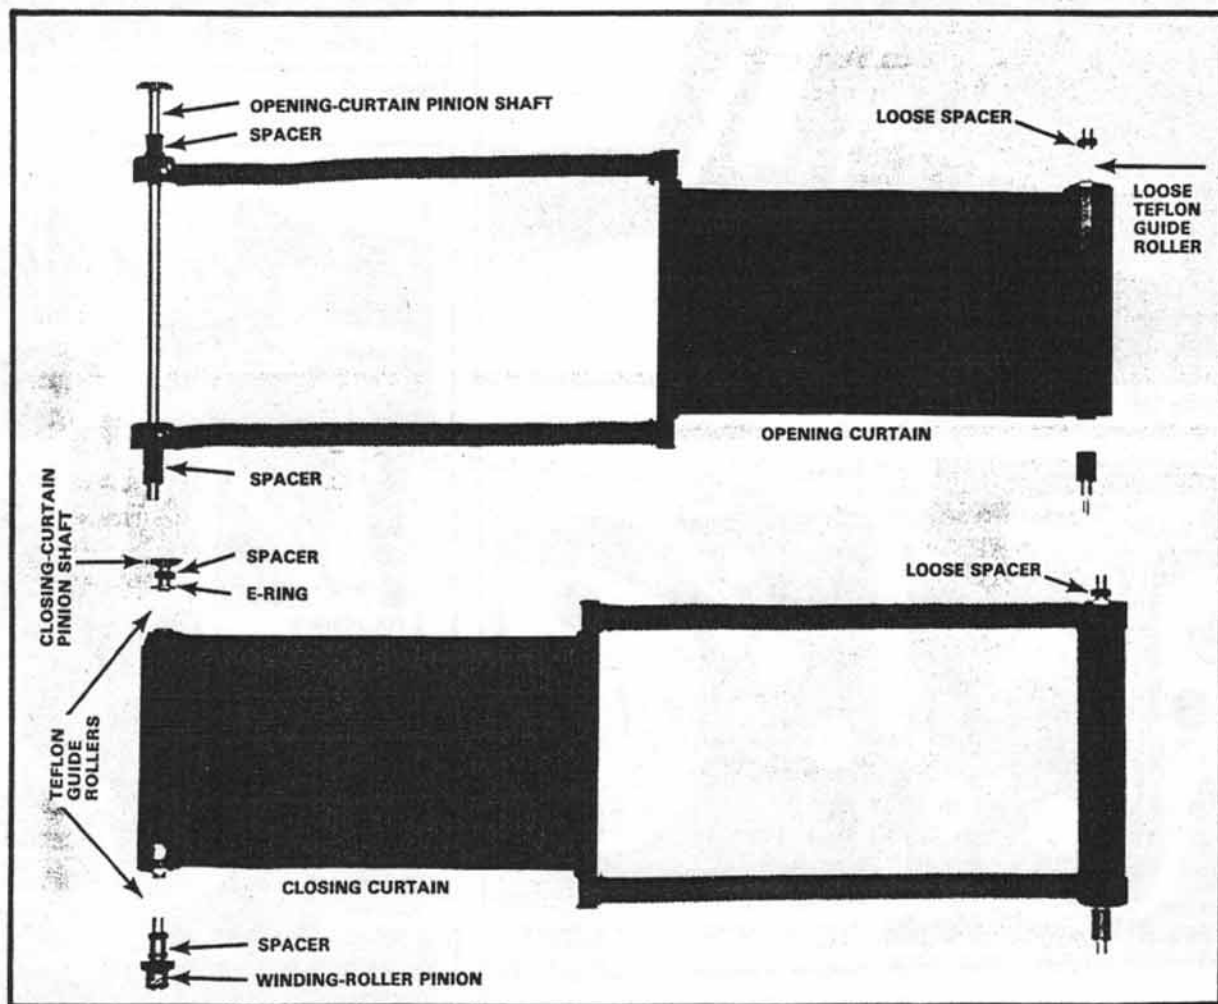 OPENING-CURTAIN PINION SHAFT
SPACER
LOOSE SPACER
LOOSE
TEFLON
GUIDE
ROLLER
OPENING CURTAIN
SPACER
CLOSING-CURTAIN
PINION SHAFT
SPACER
E-RING
LOOSE SPACER
TEFLON
GUIDE
ROLLERS
CLOSING CURTAIN
SPACER
WINDING-ROLLER PINION